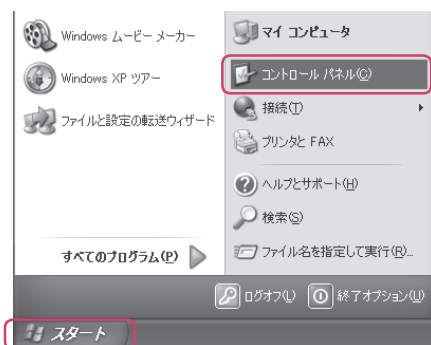 Windows ムービー メーカー
Windows XP ツアー
ファイルと設定の転送ウィザード
すべてのプログラム(P)
マイ コンピュータ
コントロール パネル(C)
接続(T)
プリンタと FAX
ヘルプとサポート(H)
検索(S)
ファイル名を指定して実行(R)...
ログオフ(L)
終了オプション(U)
スタート